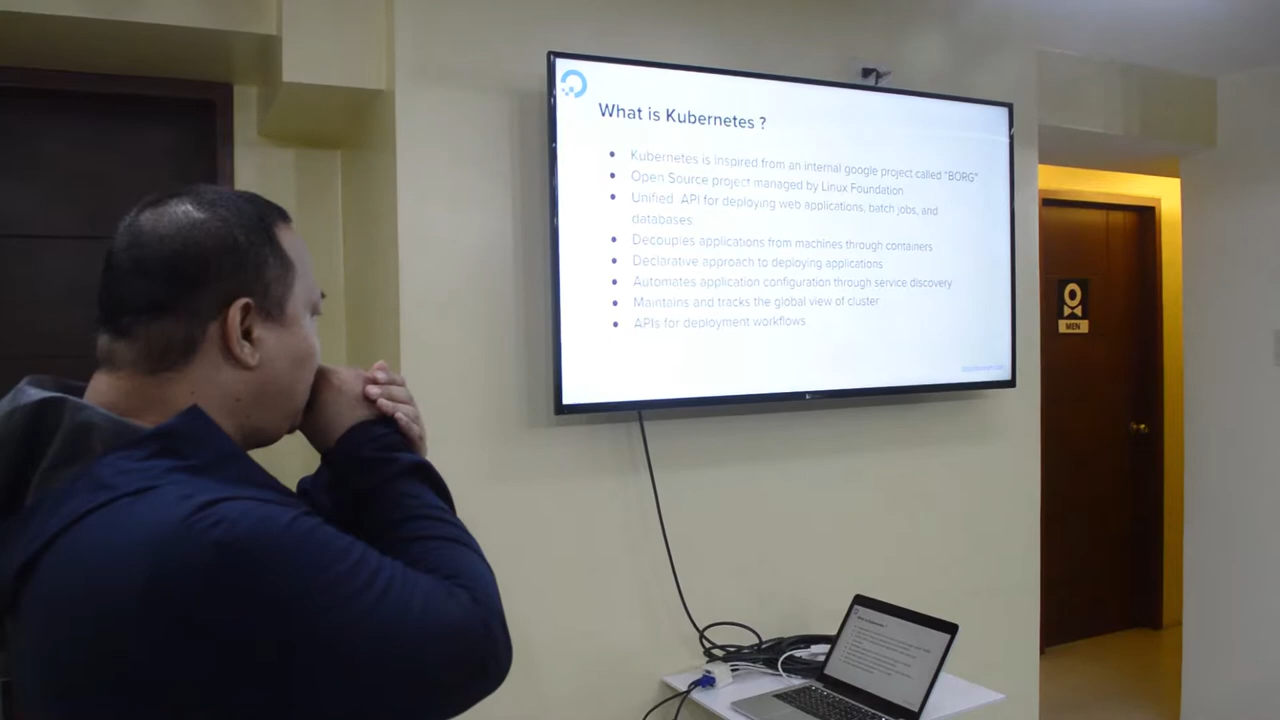 What is Kubernetes ?
Kubernetes is inspired from an internal google project called "BORG"
Open Source project managed by Linux Foundation
Unified API for deploying web applications, batch jobs, and
databases
Decouples applications from machines through containers
Declarative approach to deploying applications
Automates application configuration through service discovery
Maintains and tracks the global view of cluster
APIs for deployment workflows
MEN
What is Kubernetes ?